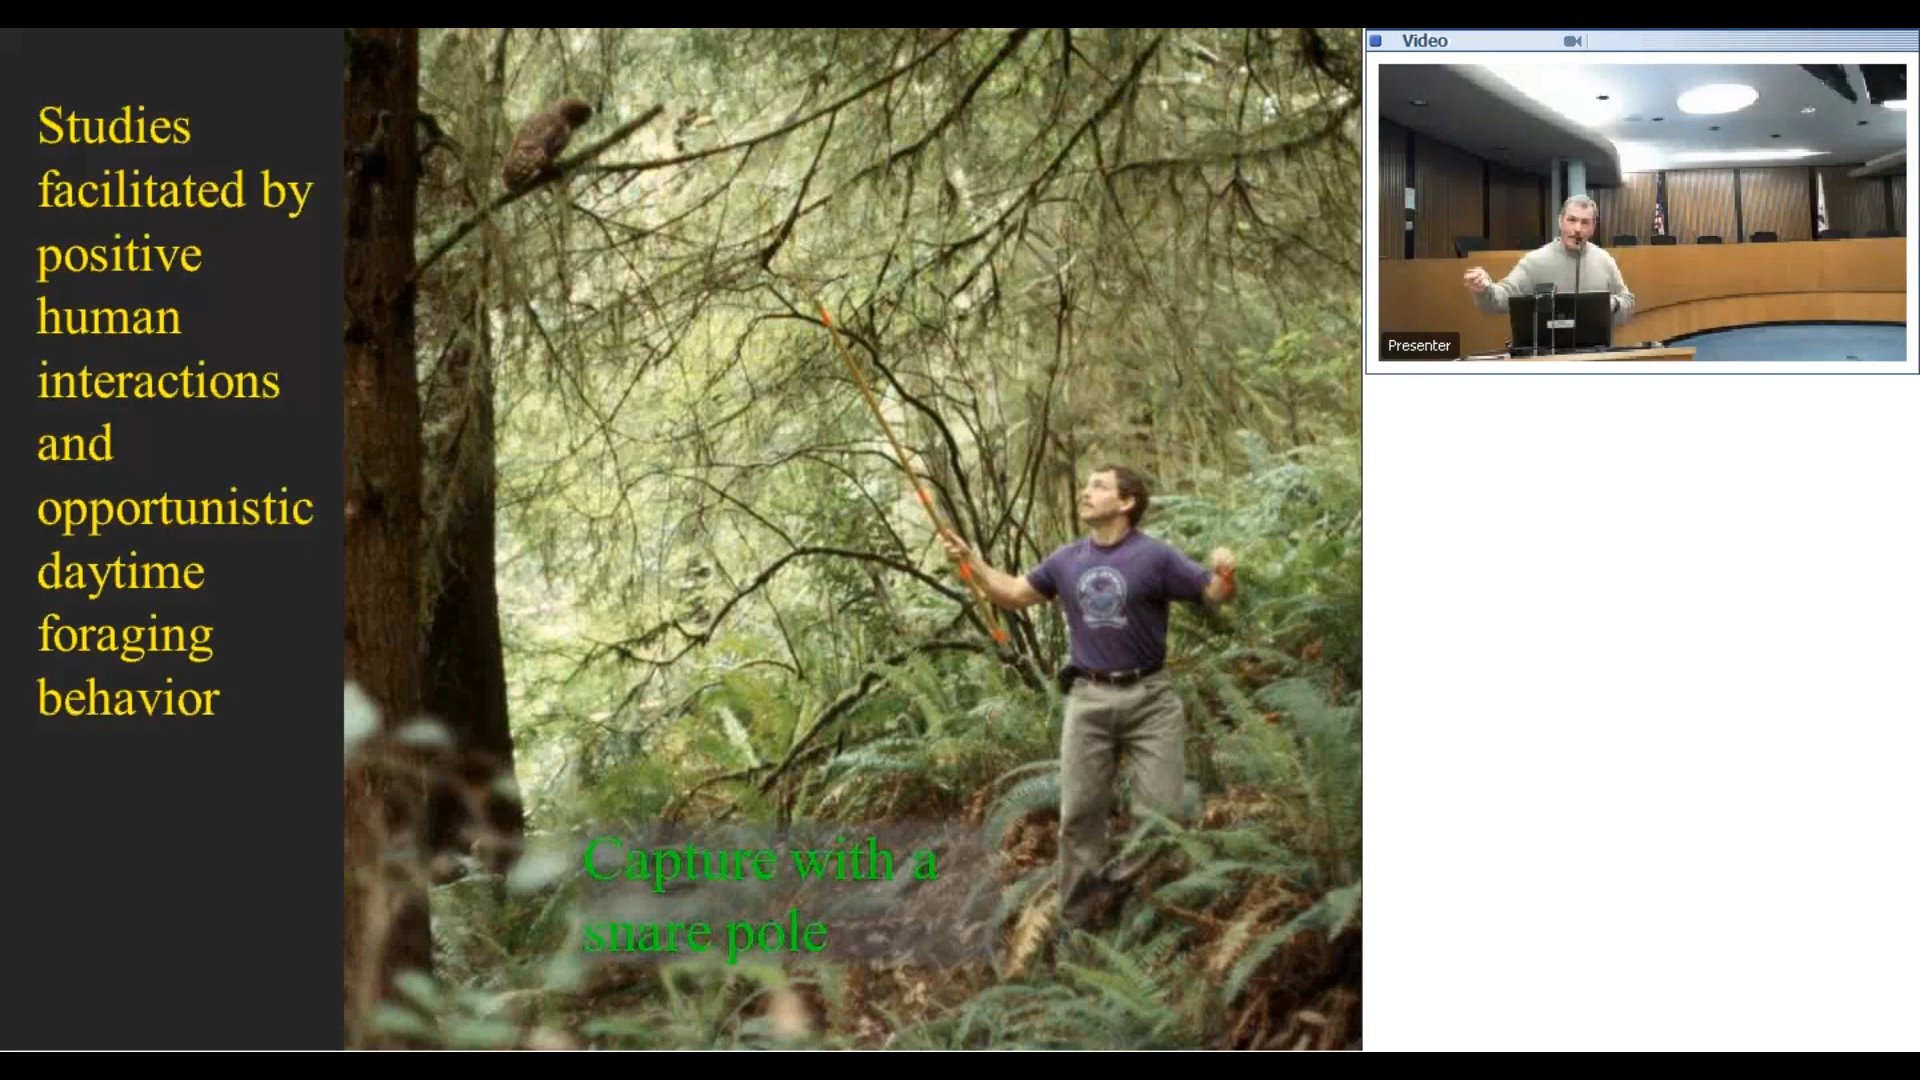 Studies
facilitated by
positive
human
interactions
and
opportunistic
daytime
foraging
behavior
Capture with a
snare pole
Video
Presenter